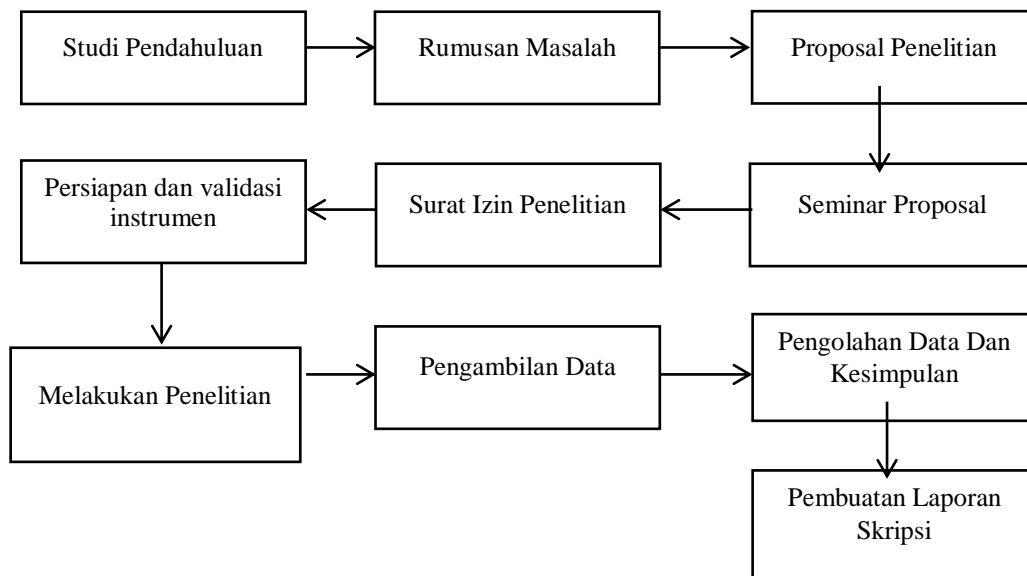 Studi Pendahuluan
Rumusan Masalah
Proposal Penelitian
Persiapan dan validasi
instrumen
Surat Izin Penelitian
Seminar Proposal
Melakukan Penelitian
Pengambilan Data
Pengolahan Data Dan
Kesimpulan
Pembuatan Laporan
Skripsi